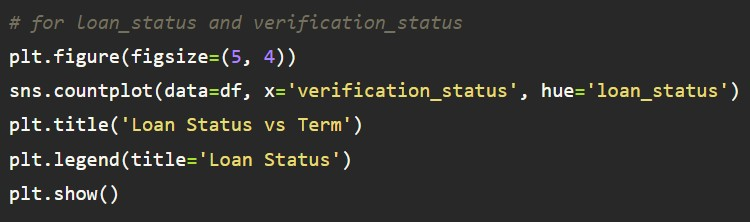 # for loan_status and verification_status
plt.figure(figsize=(5, 4))
sns.countplot(data=df, x='verification_status', hue='loan_status')
plt.title('Loan Status vs Term')
plt.legend(title='Loan Status')
plt.show()